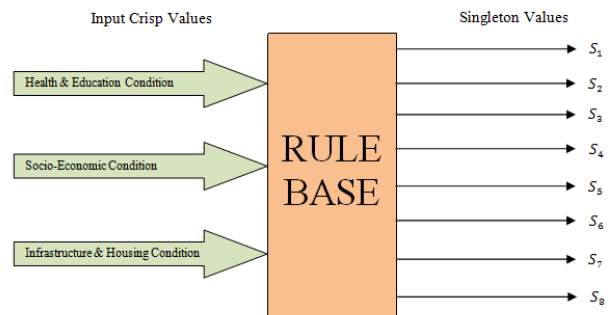 Input Crisp Values
Singleton Values
Health & Education Condition
Socio-Economic Condition
Infrastructure & Housing Condition
RULE
BASE
S₁
S₂
S₃
S₄
S₅
S₆
S₇
S₈